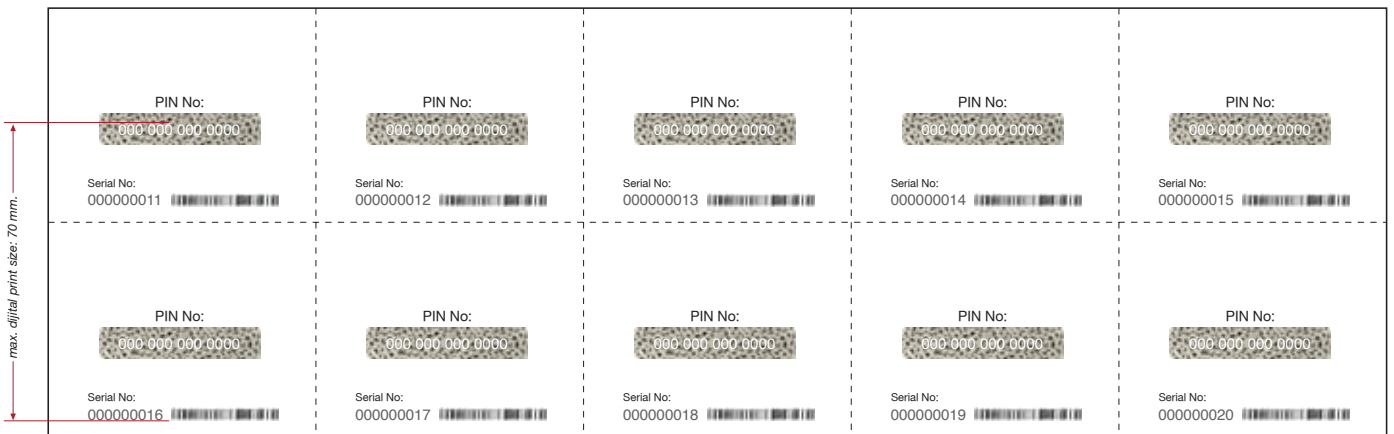 PIN No: PIN No: PIN No: PIN No: PIN No:
000 000 000 0000 000 000 000 0000 000 000 000 0000 000 000 000 0000 000 000 000 0000
Serial No: Serial No: Serial No: Serial No: Serial No:
000000011 000000012 000000013 000000014 000000015
max. dijital print size: 70 mm.
PIN No: PIN No: PIN No: PIN No: PIN No:
000 000 000 0000 000 000 000 0000 000 000 000 0000 000 000 000 0000 000 000 000 0000
Serial No: Serial No: Serial No: Serial No: Serial No:
000000016 000000017 000000018 000000019 000000020